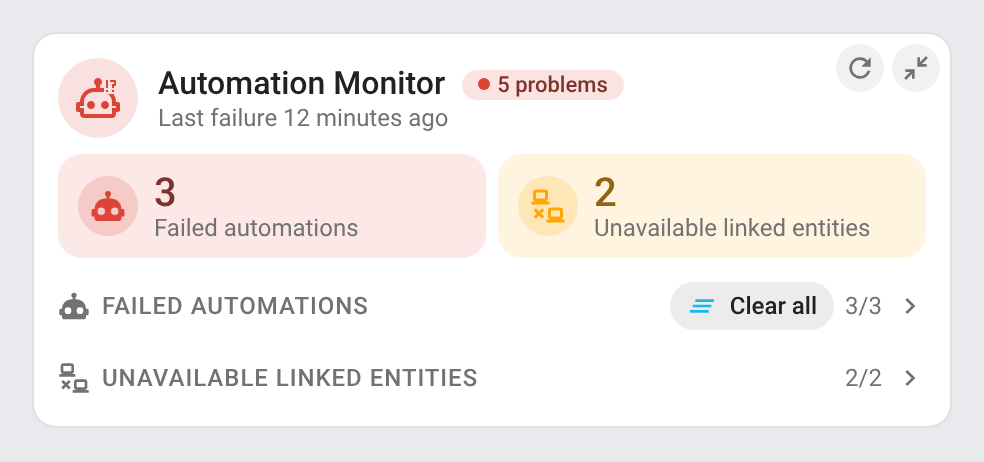 Automation Monitor
5 problems
Last failure 12 minutes ago
3
Failed automations
2
Unavailable linked entities
FAILED AUTOMATIONS
Clear all
3/3
UNAVAILABLE LINKED ENTITIES
2/2